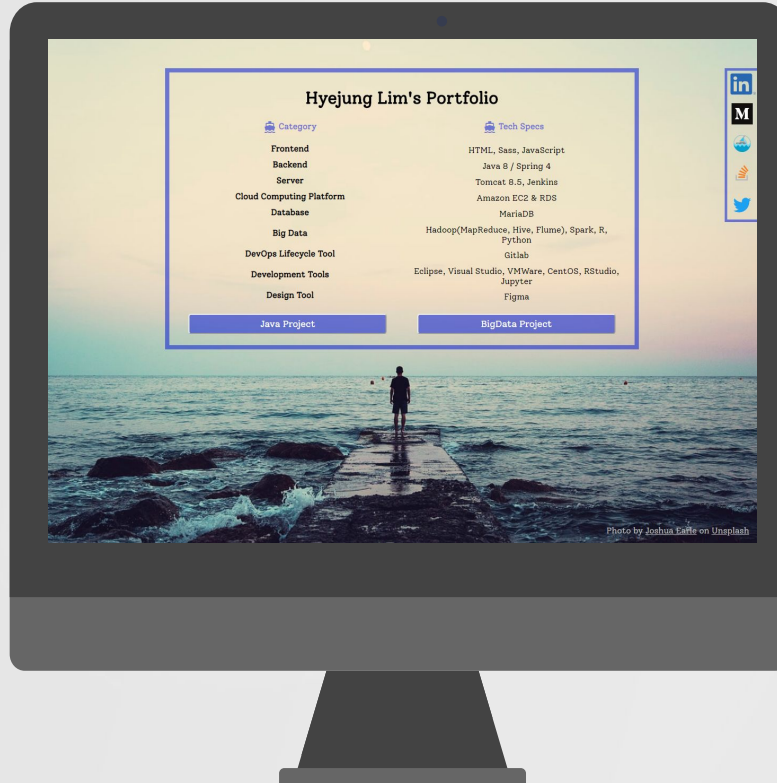 Hyejung Lim's Portfolio
Category
Tech Specs
Frontend
HTML, Sass, JavaScript
Backend
Java 8 / Spring 4
Server
Tomcat 8.5, Jenkins
Cloud Computing Platform
Amazon EC2 & RDS
Database
MariaDB
Big Data
Hadoop(MapReduce, Hive, Flume), Spark, R,
Python
DevOps Lifecycle Tool
Gitlab
Development Tools
Eclipse, Visual Studio, VMWare, CentOS, RStudio,
Jupyter
Design Tool
Figma
Java Project
BigData Project
in
M
Photo by Joshua Earle on Unsplash